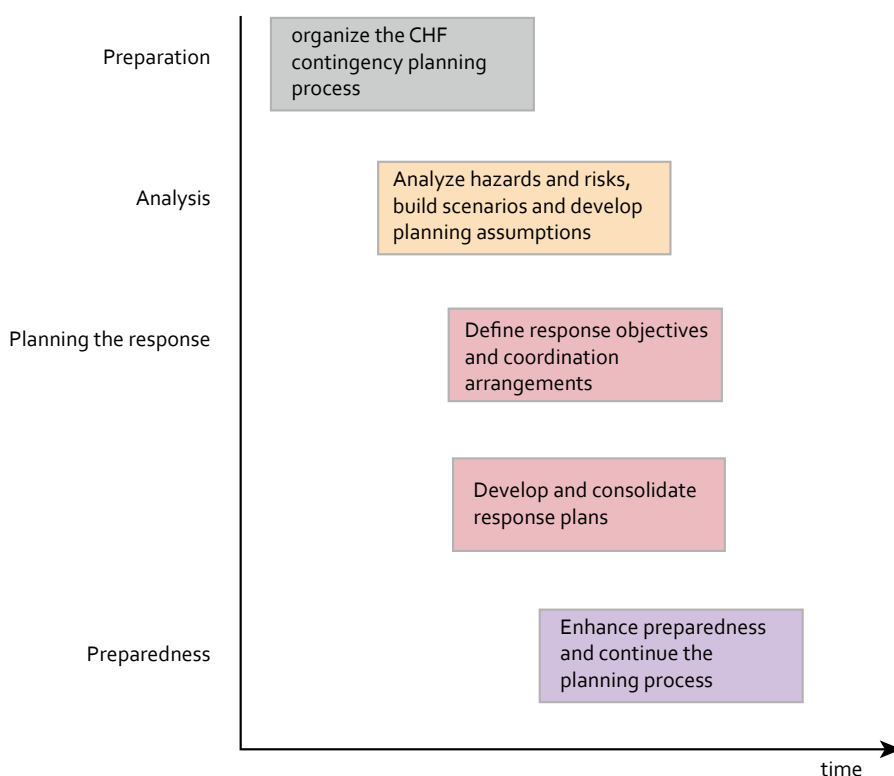 Preparation
organize the CHF
contingency planning
process
Analysis
Analyze hazards and risks,
build scenarios and develop
planning assumptions
Planning the response
Define response objectives
and coordination
arrangements
Develop and consolidate
response plans
Preparedness
Enhance preparedness
and continue the
planning process
time